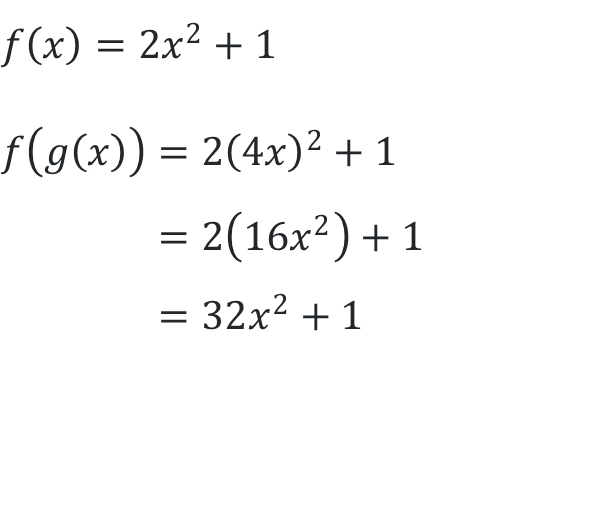 f(x) = 2x² + 1
f(g(x)) = 2(4x)² + 1
= 2(16x²) + 1
= 32x² + 1